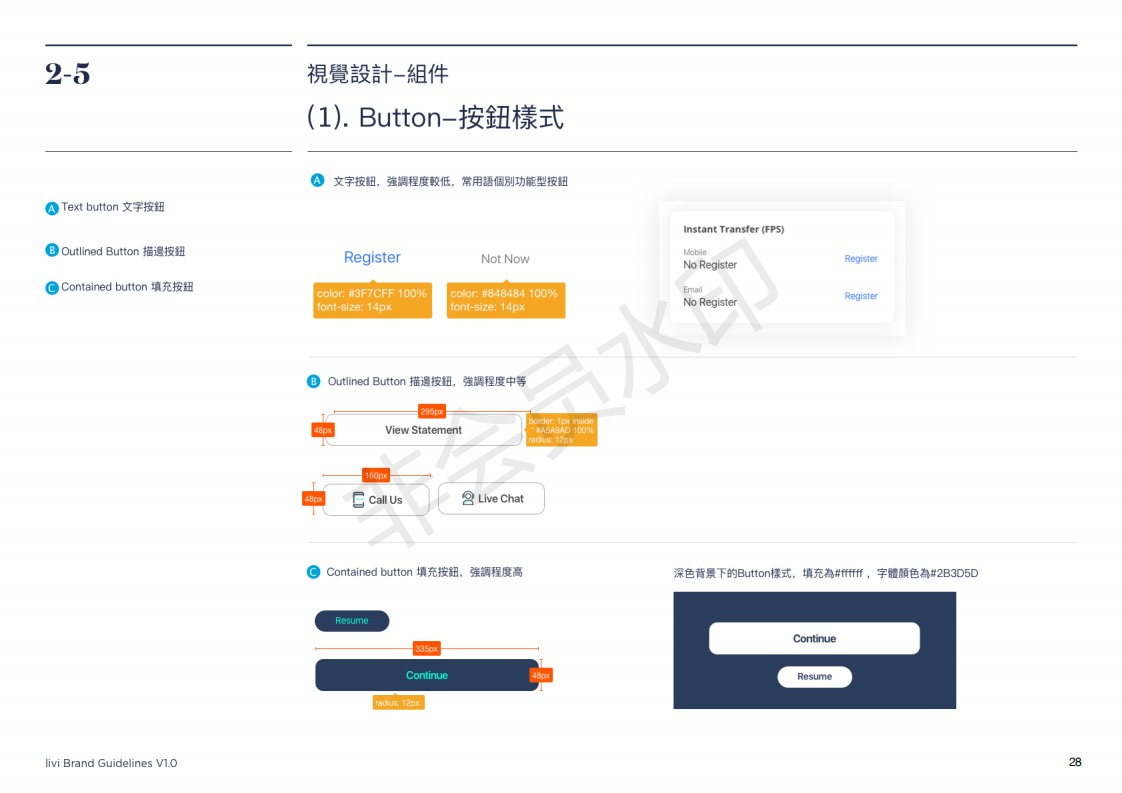 2-5
視覺設計–組件
(1). Button–按鈕樣式
A Text button 文字按鈕
B Outlined Button 描邊按鈕
C Contained button 填充按鈕
A 文字按鈕，強調程度較低，常用語個別功能型按鈕
Register
Not Now
color: #3F7CFF 100%
font-size: 14px
color: #848484 100%
font-size: 14px
Instant Transfer (FPS)
Mobile
No Register
Register
Email
No Register
Register
B Outlined Button 描邊按鈕，強調程度中等
295px
48px
View Statement
border: 1px inside
" #A5A9AD 100%
radius: 12px
160px
48px
Call Us
Live Chat
C Contained button 填充按鈕，強調程度高
Resume
335px
Continue
48px
radius: 12px
深色背景下的Button樣式，填充為#ffffff ，字體顏色為#2B3D5D
Continue
Resume
非会员水印
livi Brand Guidelines V1.0
28